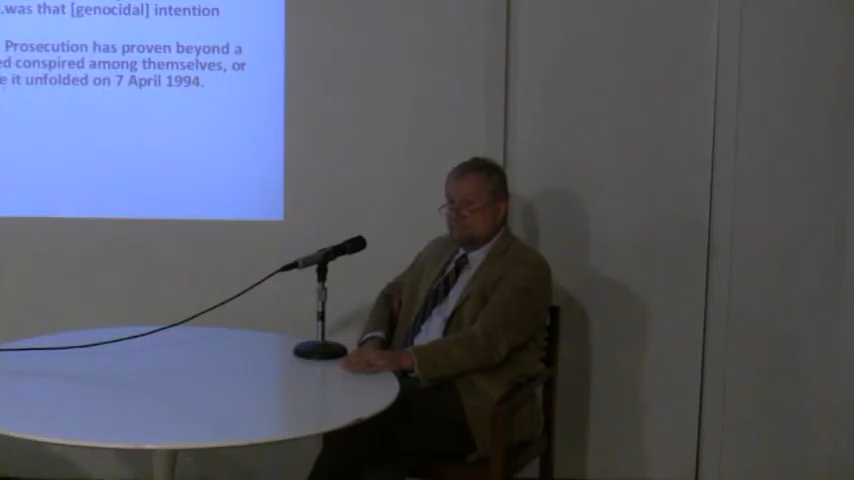 ..was that [genocidal] intention
Prosecution has proven beyond a
ed conspired among themselves, or
e it unfolded on 7 April 1994.